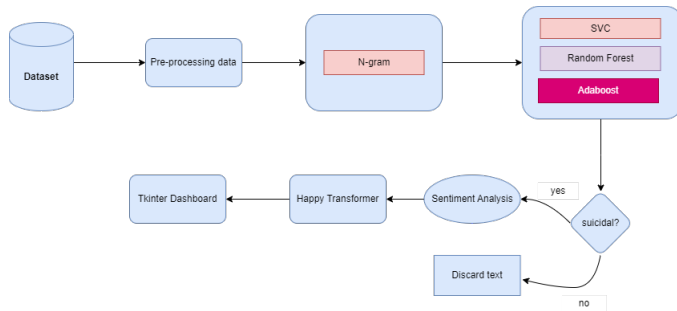 Dataset
Pre-processing data
N-gram
SVC
Random Forest
Adaboost
Tkinter Dashboard
Happy Transformer
Sentiment Analysis
yes
suicidal?
Discard text
no